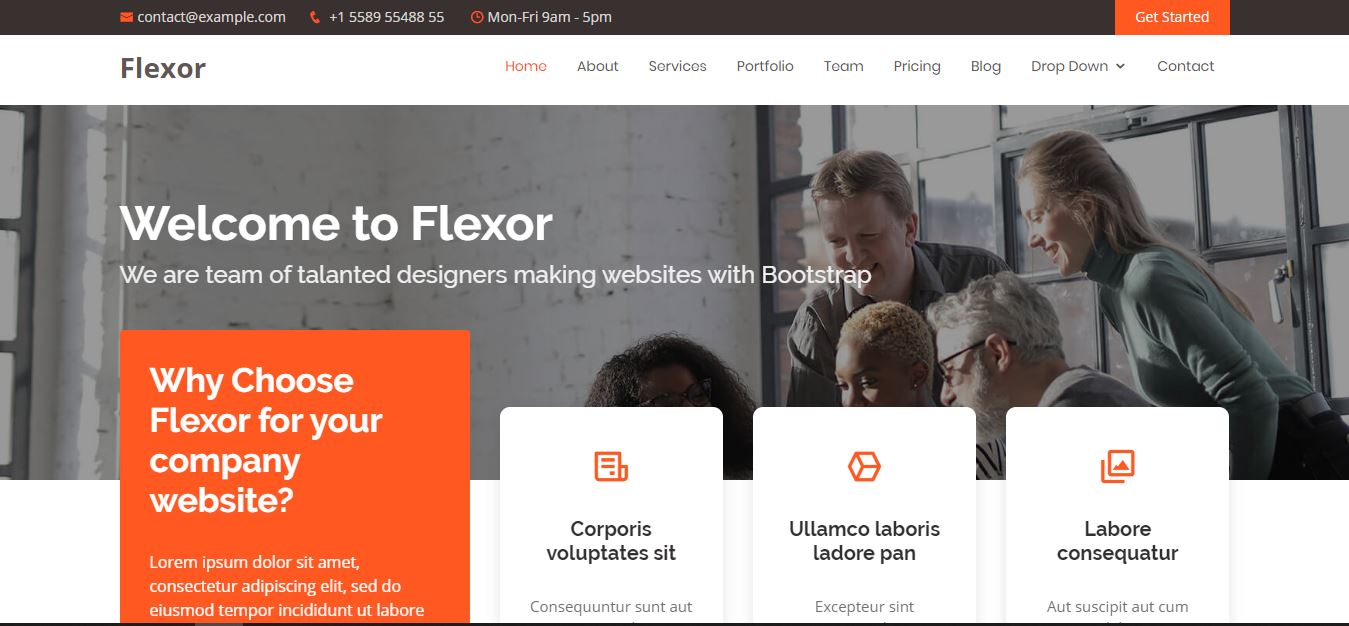 contact@example.com +1 5589 55488 55 Mon-Fri 9am - 5pm Get Started
Flexor
Home About Services Portfolio Team Pricing Blog Drop Down Contact
Welcome to Flexor
We are team of talanted designers making websites with Bootstrap
Why Choose
Flexor for your
company
website?
Lorem ipsum dolor sit amet,
consectetur adipiscing elit, sed do
eiusmod tempor incididunt ut labore
Corporis
voluptates sit
Consequuntur sunt aut
Ullamco laboris
ladore pan
Excepteur sint
Labore
consequatur
Aut suscipit aut cum